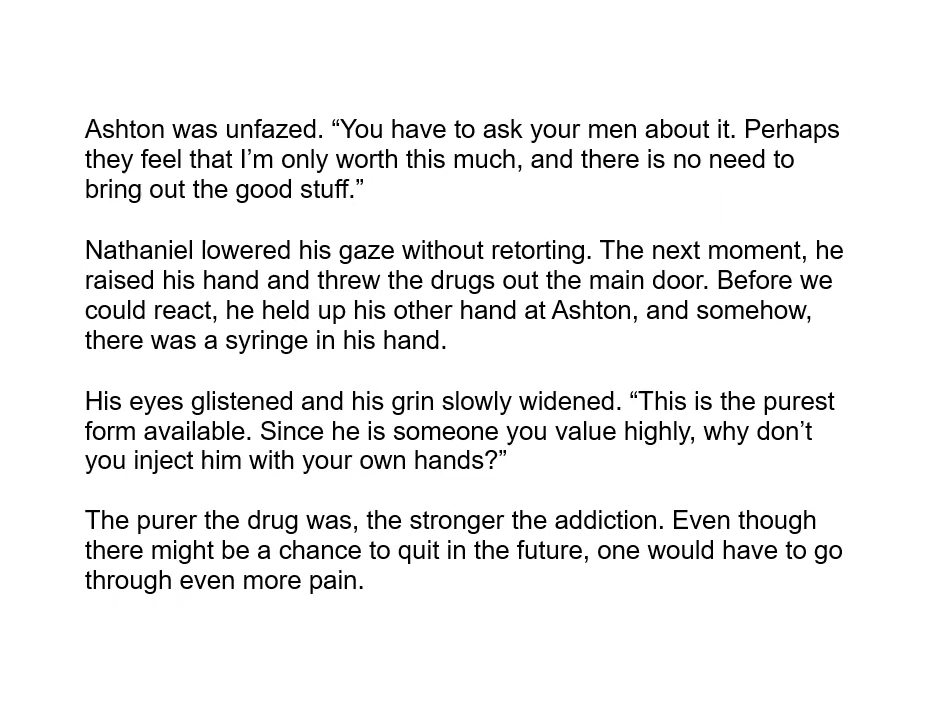 Ashton was unfazed. “You have to ask your men about it. Perhaps
they feel that I’m only worth this much, and there is no need to
bring out the good stuff.”
Nathaniel lowered his gaze without retorting. The next moment, he
raised his hand and threw the drugs out the main door. Before we
could react, he held up his other hand at Ashton, and somehow,
there was a syringe in his hand.
His eyes glistened and his grin slowly widened. “This is the purest
form available. Since he is someone you value highly, why don’t
you inject him with your own hands?”
The purer the drug was, the stronger the addiction. Even though
there might be a chance to quit in the future, one would have to go
through even more pain.